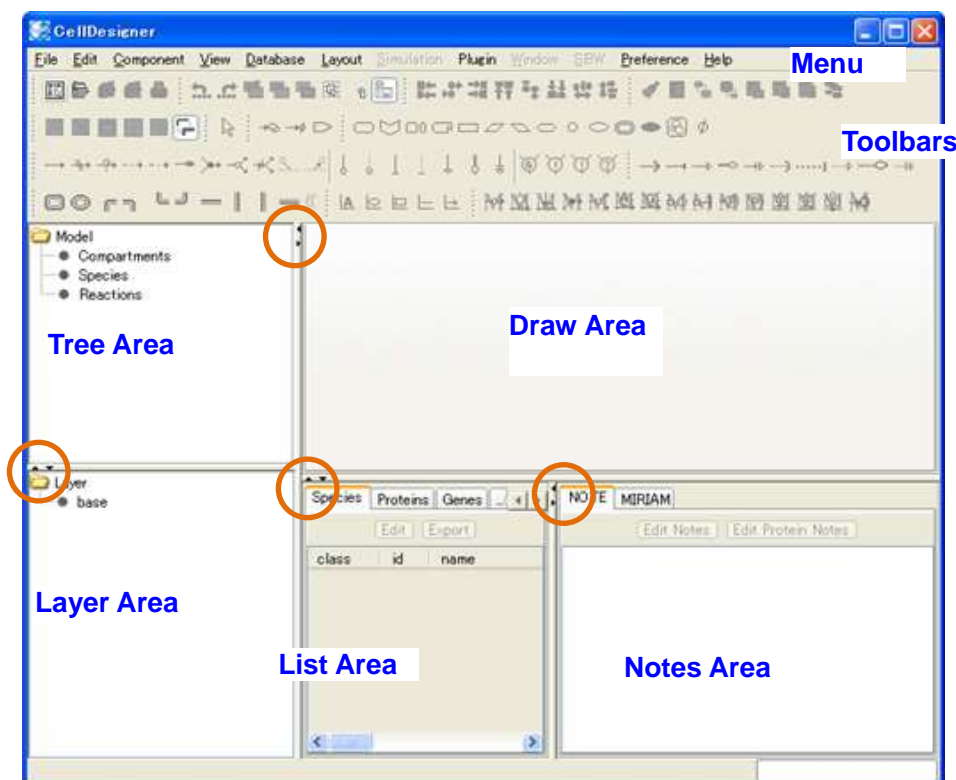 CellDesigner
File Edit Component View Database Layout Simulation Plugin Window SBW Preference Help
Menu
Toolbars
Model
Compartments
Species
Reactions
Tree Area
Draw Area
Layer
base
Layer Area
Species Proteins Genes ...
Edit Export
class id name
List Area
NOTE MIRIAM
Edit Notes Edit Protein Notes
Notes Area